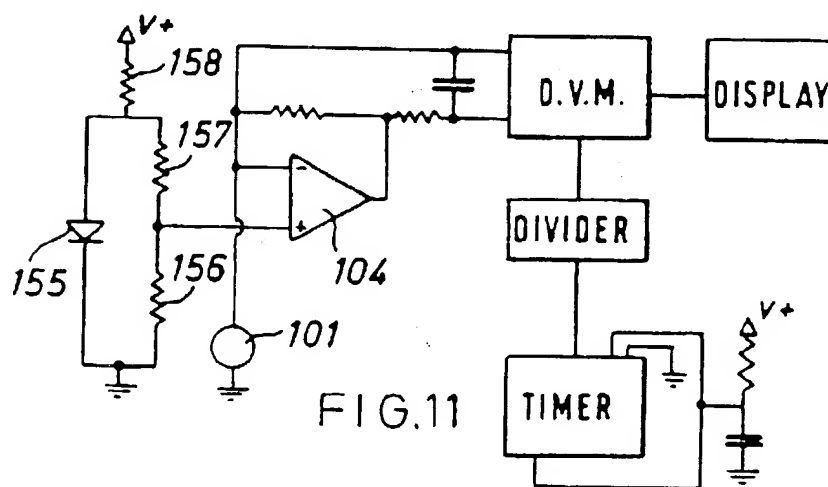 V+
158
157
155
156
-
+
104
101
D.V.M.
DISPLAY
DIVIDER
TIMER
V+
FIG.11